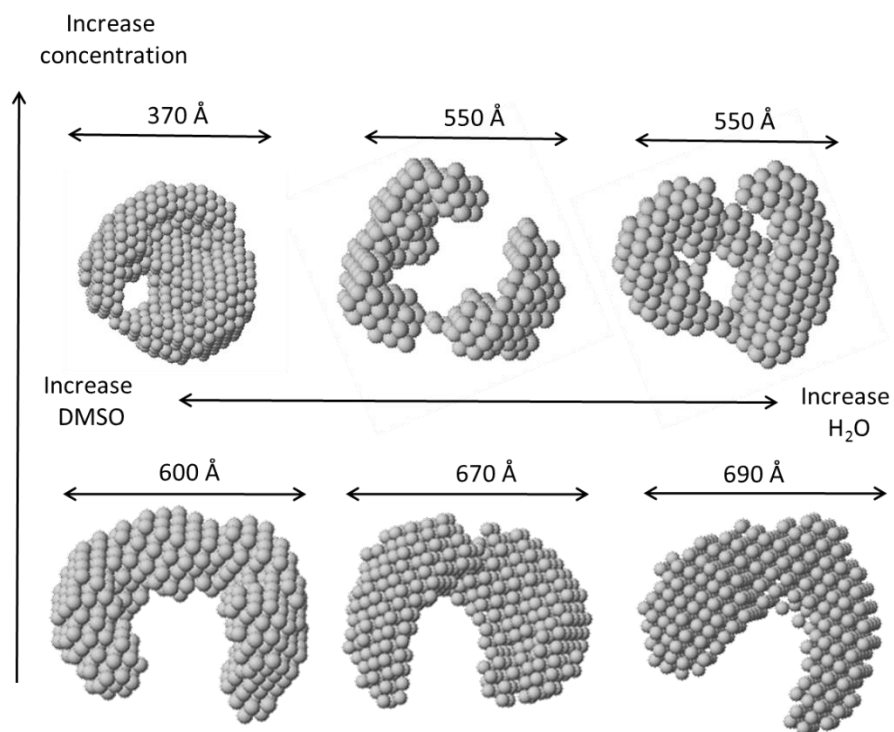 Increase
concentration
370 Å
550 Å
550 Å
Increase
DMSO
Increase
H₂O
600 Å
670 Å
690 Å